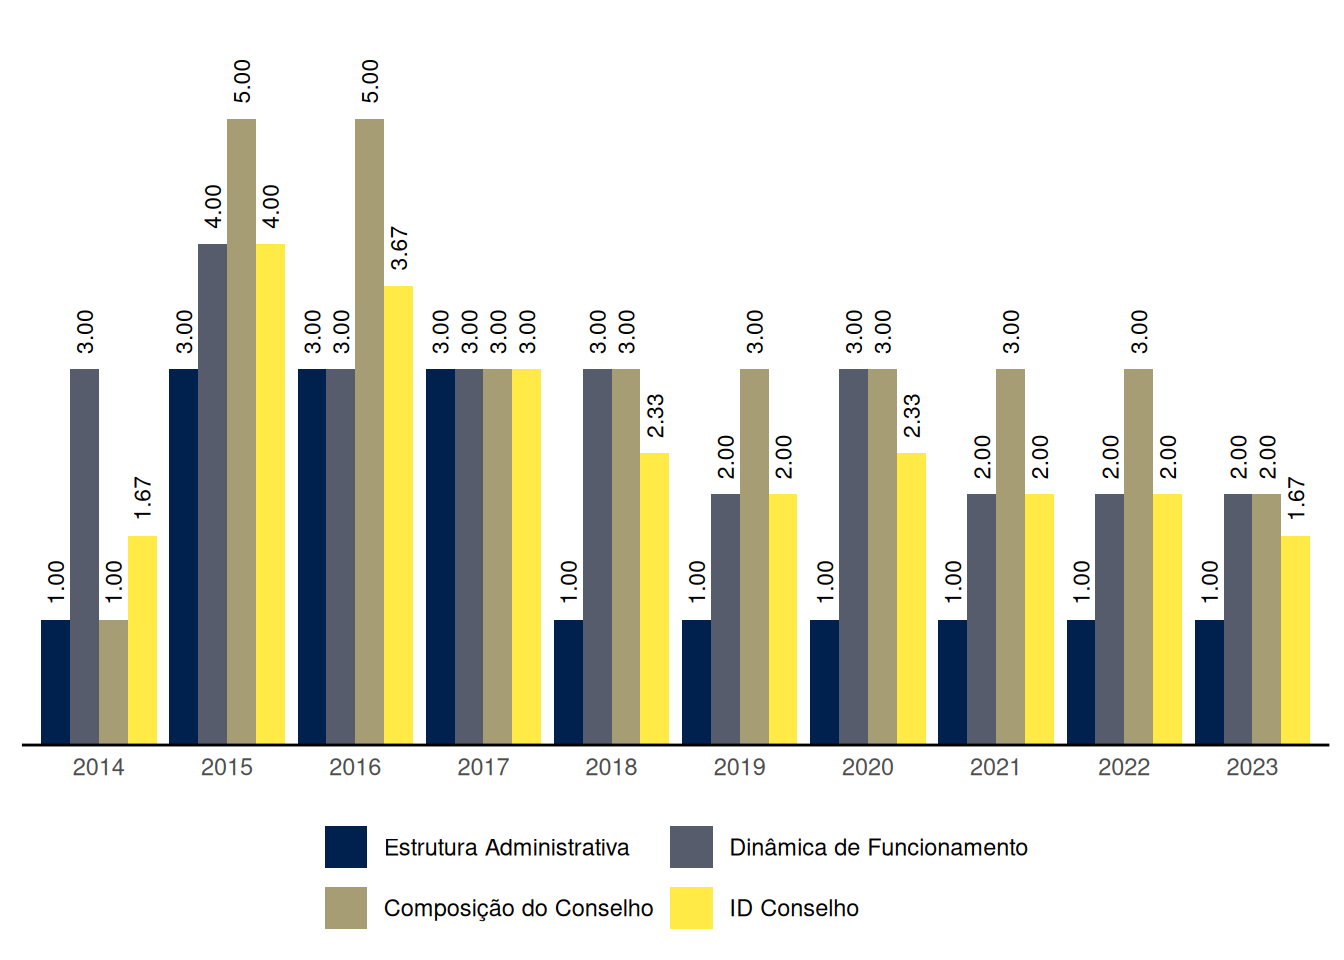 5.00 5.00
4.00 4.00
3.67
3.00 3.00 3.00 3.00 3.00 3.00 3.00 3.00 3.00 3.00 3.00 3.00 3.00 3.00 3.00
2.33 2.33
2.00 2.00 2.00 2.00 2.00 2.00 2.00 2.00
1.67 1.67
1.00 1.00 1.00 1.00 1.00 1.00 1.00 1.00
2014 2015 2016 2017 2018 2019 2020 2021 2022 2023
Estrutura Administrativa Dinâmica de Funcionamento
Composição do Conselho ID Conselho